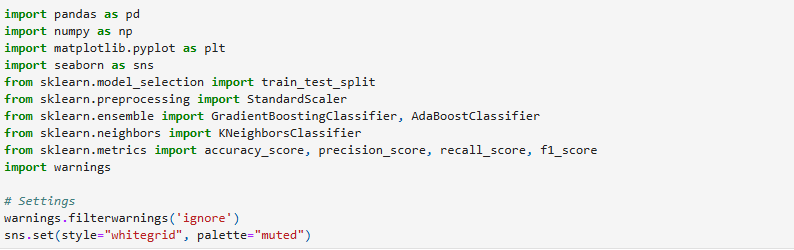 import pandas as pd
import numpy as np
import matplotlib.pyplot as plt
import seaborn as sns
from sklearn.model_selection import train_test_split
from sklearn.preprocessing import StandardScaler
from sklearn.ensemble import GradientBoostingClassifier, AdaBoostClassifier
from sklearn.neighbors import KNeighborsClassifier
from sklearn.metrics import accuracy_score, precision_score, recall_score, f1_score
import warnings

# Settings
warnings.filterwarnings('ignore')
sns.set(style="whitegrid", palette="muted")